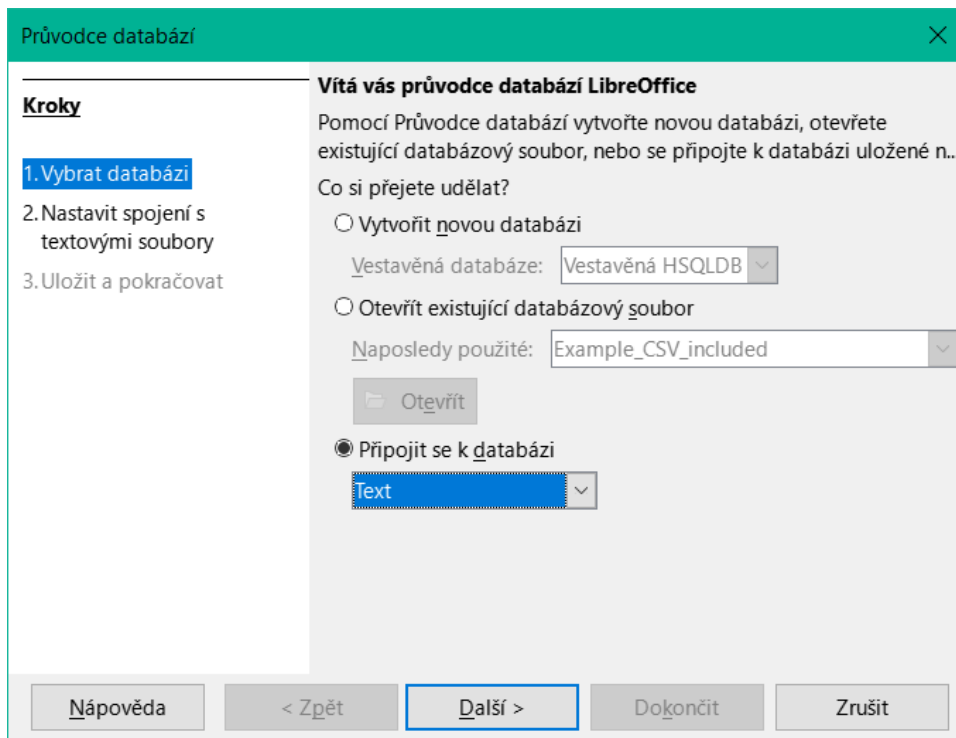 Průvodce databází
Kroky
1. Vybrat databázi
2. Nastavit spojení s
textovými soubory
3. Uložit a pokračovat
Vítá vás průvodce databází LibreOffice
Pomocí Průvodce databází vytvořte novou databázi, otevřete
existující databázový soubor, nebo se připojte k databázi uložené n...
Co si přejete udělat?
Vytvořit novou databázi
Vestavěná databáze: Vestavěná HSQLDB
Otevřít existující databázový soubor
Naposledy použité: Example_CSV_included
Otevřít
Připojit se k databázi
Text
Nápověda < Zpět Další > Dokončit Zrušit